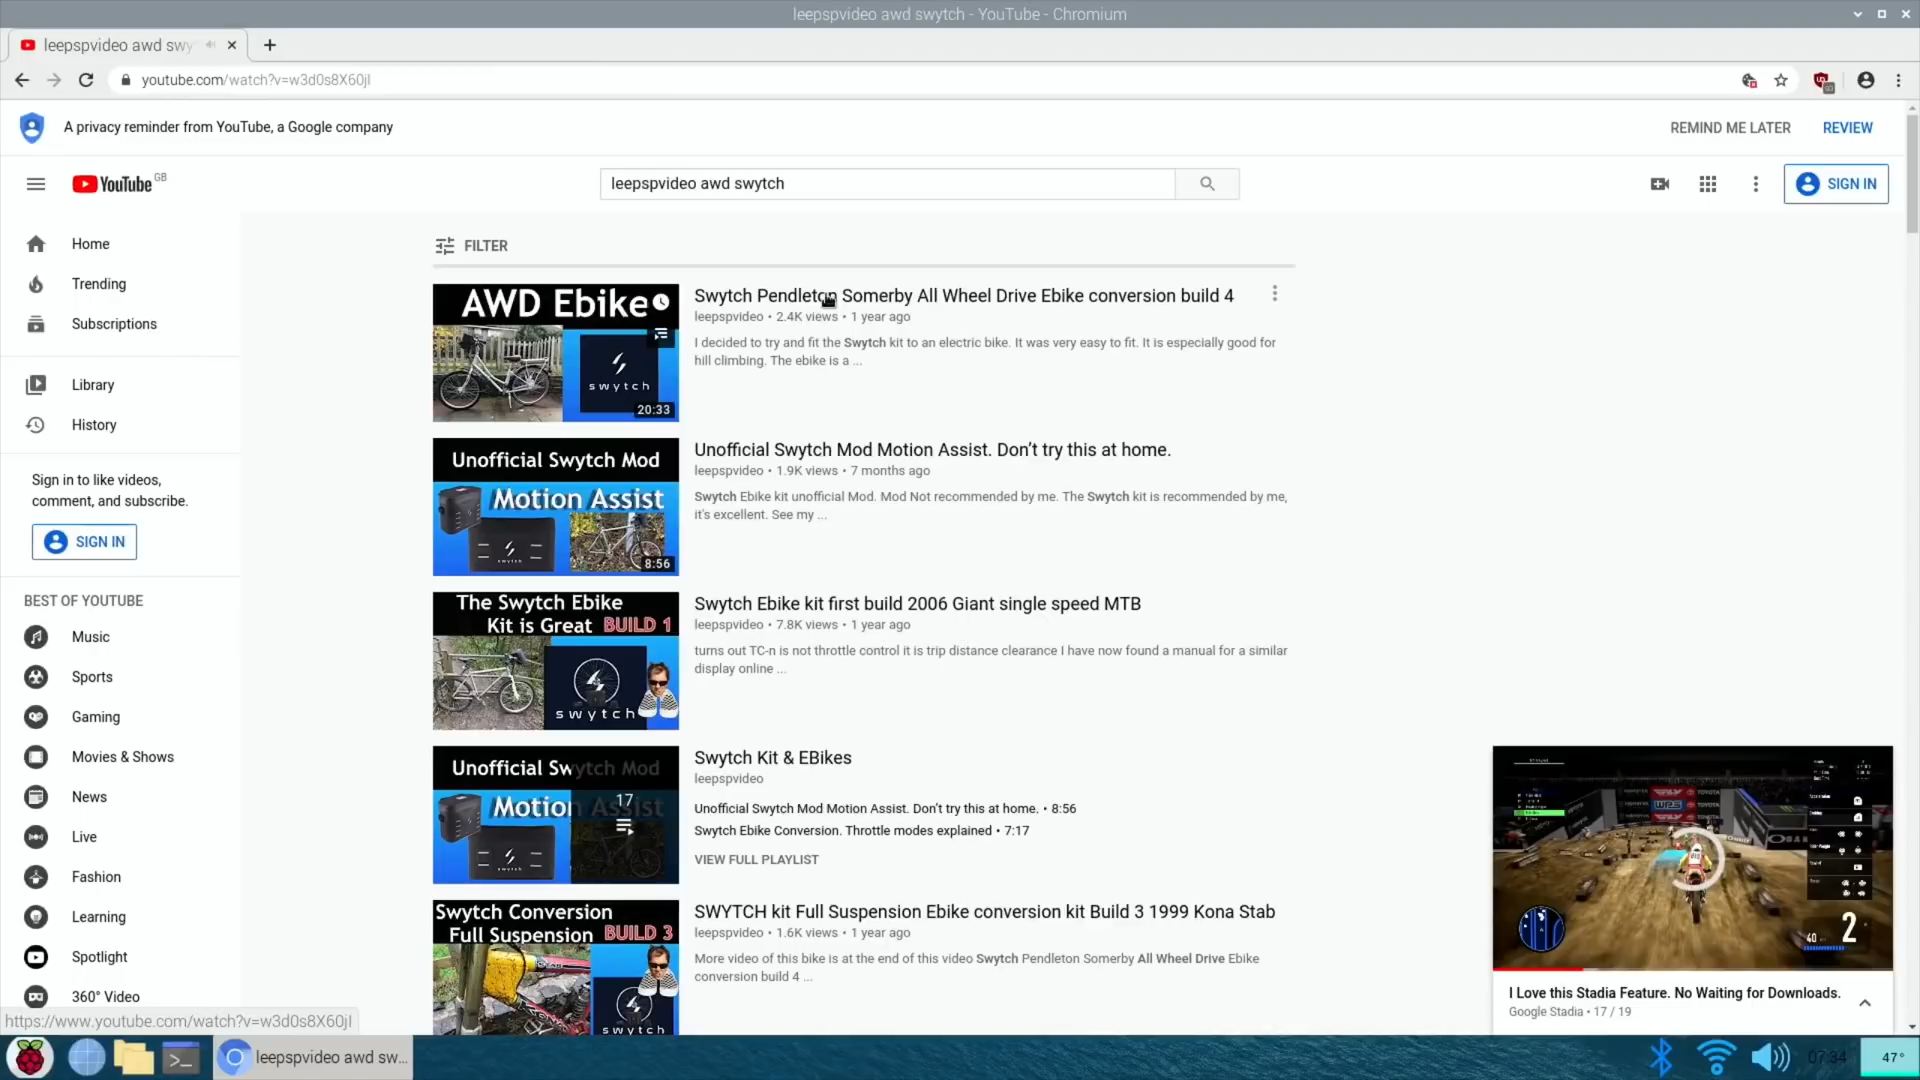 leepspvideo awd swytch - YouTube - Chromium
leepspvideo awd swy
youtube.com/watch?v=w3d0s8X60jI
A privacy reminder from YouTube, a Google company
REMIND ME LATER
REVIEW
YouTube GB
leepspvideo awd swytch
SIGN IN
Home
Trending
Subscriptions
Library
History
Sign in to like videos,
comment, and subscribe.
SIGN IN
BEST OF YOUTUBE
Music
Sports
Gaming
Movies & Shows
News
Live
Fashion
Learning
Spotlight
360° Video
FILTER
AWD Ebike
swytch
20:33
Swytch Pendleton Somerby All Wheel Drive Ebike conversion build 4
leepspvideo • 2.4K views • 1 year ago
I decided to try and fit the Swytch kit to an electric bike. It was very easy to fit. It is especially good for
hill climbing. The ebike is a ...
Unofficial Swytch Mod
Motion Assist
8:56
Unofficial Swytch Mod Motion Assist. Don’t try this at home.
leepspvideo • 1.9K views • 7 months ago
Swytch Ebike kit unofficial Mod. Mod Not recommended by me. The Swytch kit is recommended by me,
it's excellent. See my ...
The Swytch Ebike
Kit is Great BUILD 1
swytch
Swytch Ebike kit first build 2006 Giant single speed MTB
leepspvideo • 7.8K views • 1 year ago
turns out TC-n is not throttle control it is trip distance clearance I have now found a manual for a similar
display online ...
Unofficial Swytch Mod
Motion Assist
17
Swytch Kit & EBikes
leepspvideo
Unofficial Swytch Mod Motion Assist. Don’t try this at home. • 8:56
Swytch Ebike Conversion. Throttle modes explained • 7:17
VIEW FULL PLAYLIST
Swytch Conversion
Full Suspension BUILD 3
swytch
SWYTCH kit Full Suspension Ebike conversion kit Build 3 1999 Kona Stab
leepspvideo • 1.6K views • 1 year ago
More video of this bike is at the end of this video Swytch Pendleton Somerby All Wheel Drive Ebike
conversion build 4 ...
TOYOTA
40
2
I Love this Stadia Feature. No Waiting for Downloads.
Google Stadia • 17 / 19
https://www.youtube.com/watch?v=w3d0s8X60jI
leepspvideo awd sw...
07:34
47°